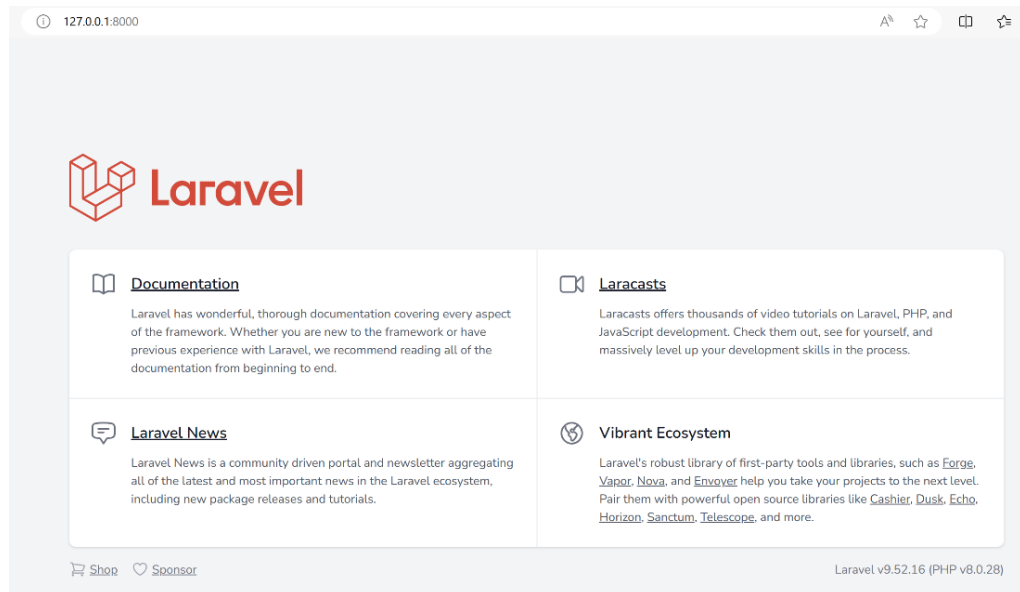 127.0.0.1:8000
Laravel
Documentation
Laravel has wonderful, thorough documentation covering every aspect
of the framework. Whether you are new to the framework or have
previous experience with Laravel, we recommend reading all of the
documentation from beginning to end.
Laracasts
Laracasts offers thousands of video tutorials on Laravel, PHP, and
JavaScript development. Check them out, see for yourself, and
massively level up your development skills in the process.
Laravel News
Laravel News is a community driven portal and newsletter aggregating
all of the latest and most important news in the Laravel ecosystem,
including new package releases and tutorials.
Vibrant Ecosystem
Laravel's robust library of first-party tools and libraries, such as Forge,
Vapor, Nova, and Envoyer help you take your projects to the next level.
Pair them with powerful open source libraries like Cashier, Dusk, Echo,
Horizon, Sanctum, Telescope, and more.
Shop Sponsor
Laravel v9.52.16 (PHP v8.0.28)